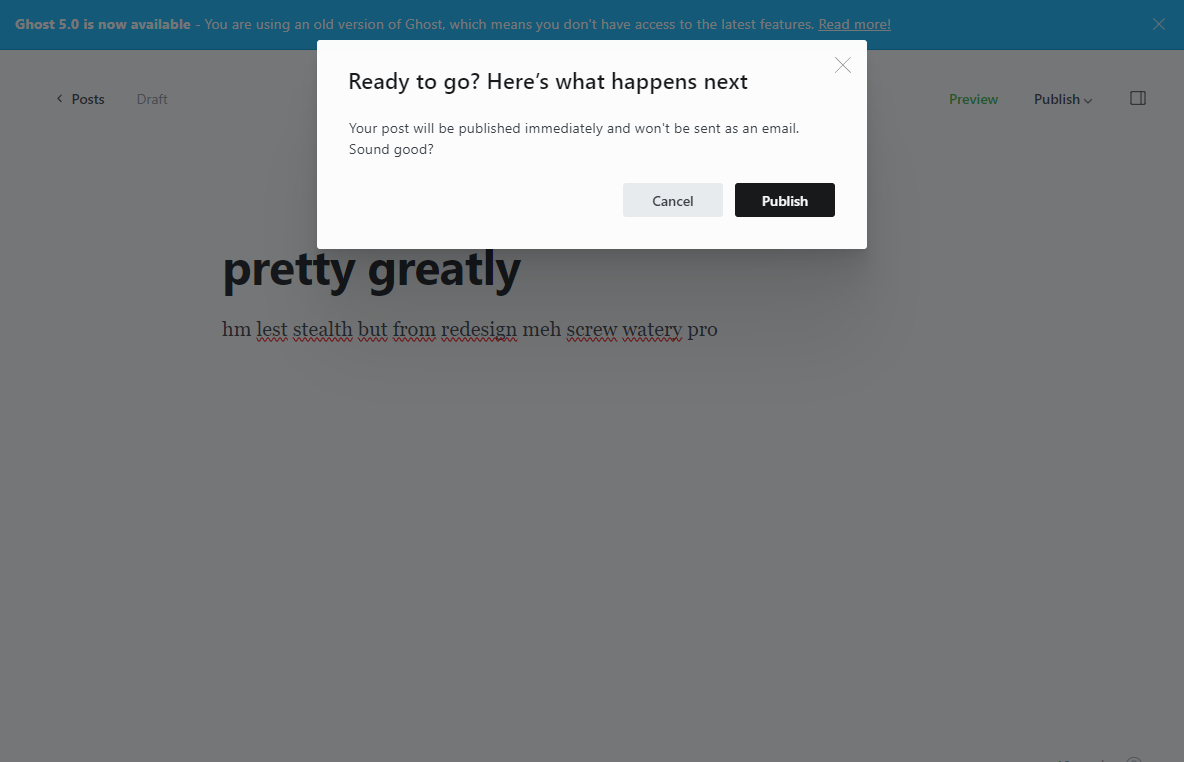 Ghost 5.0 is now available - You are using an old version of Ghost, which means you don't have access to the latest features. Read more!
Ready to go? Here’s what happens next
Posts Draft Preview Publish
Your post will be published immediately and won't be sent as an email.
Sound good?
Cancel Publish
pretty greatly
hm lest stealth but from redesign meh screw watery pro